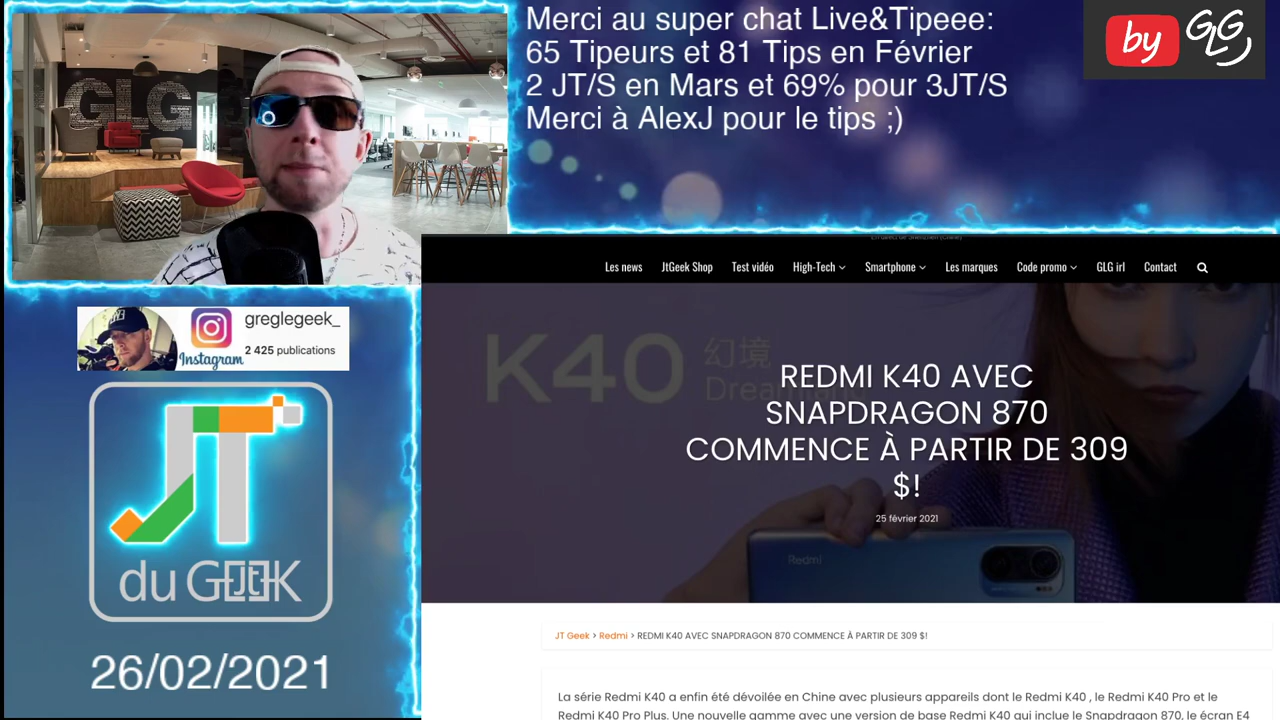 Merci au super chat Live&Tipeee:
65 Tipeurs et 81 Tips en Février
2 JT/S en Mars et 69% pour 3JT/S
Merci à AlexJ pour le tips ;)
by GLG
GLG
greglegeek_
Instagram
2 425 publications
JT
du GEEK
26/02/2021
Les news JtGeek Shop Test vidéo High-Tech Smartphone Les marques Code promo GLG irl Contact
K40 幻境
REDMI K40 AVEC
SNAPDRAGON 870
COMMENCE À PARTIR DE 309
$!
25 février 2021
Redmi
JT Geek > Redmi > REDMI K40 AVEC SNAPDRAGON 870 COMMENCE À PARTIR DE 309 $!
La série Redmi K40 a enfin été dévoilée en Chine avec plusieurs appareils dont le Redmi K40 , le Redmi K40 Pro et le
Redmi K40 Pro Plus. Une nouvelle gamme avec une version de base Redmi K40 qui inclue le Snapdragon 870, le écran E4